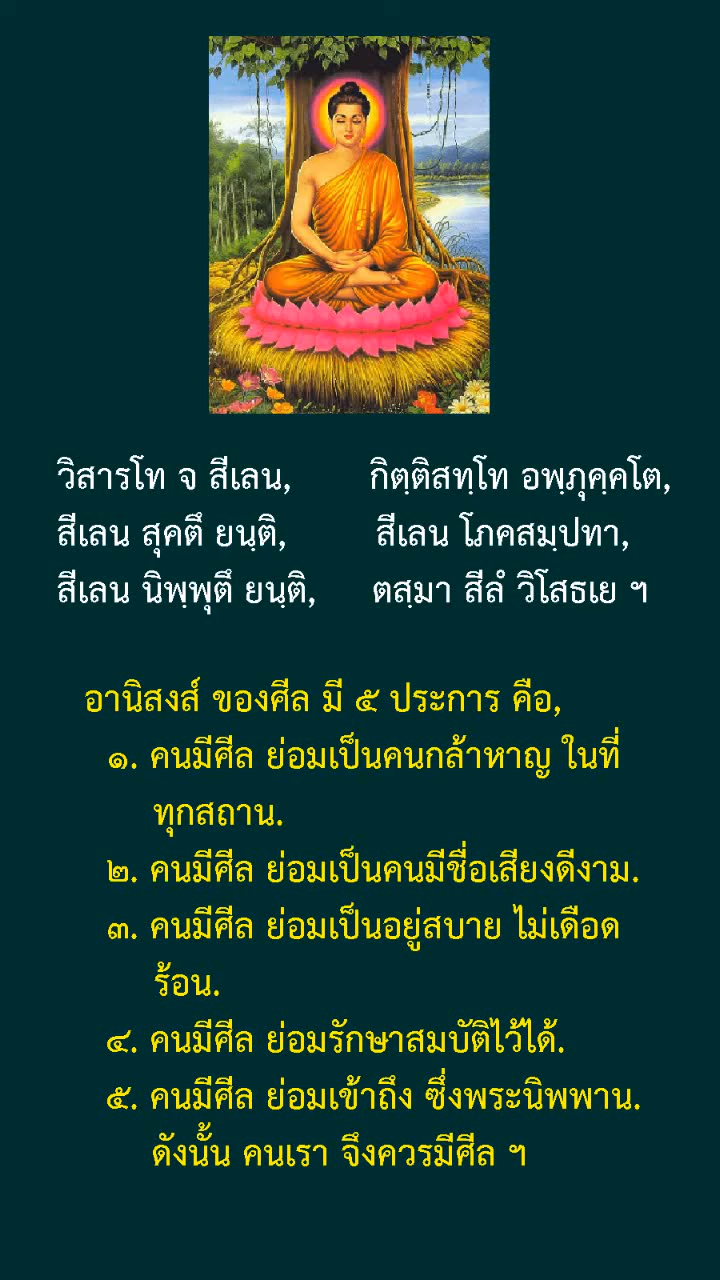 วิสารโท จ สีเลน, กิตฺติสทฺโท อพฺภุคฺคโต,
สีเลน สุคตึ ยนฺติ, สีเลน โภคสมฺปทา,
สีเลน นิพฺพุตึ ยนฺติ, ตสฺมา สีลํ วิโสธเย ฯ
อานิสงส์ ของศีล มี ๕ ประการ คือ,
๑. คนมีศีล ย่อมเป็นคนกล้าหาญ ในที่
ทุกสถาน.
๒. คนมีศีล ย่อมเป็นคนมีชื่อเสียงดีงาม.
๓. คนมีศีล ย่อมเป็นอยู่สบาย ไม่เดือด
ร้อน.
๔. คนมีศีล ย่อมรักษาสมบัติไว้ได้.
๕. คนมีศีล ย่อมเข้าถึง ซึ่งพระนิพพาน.
ดังนั้น คนเรา จึงควรมีศีล ฯ